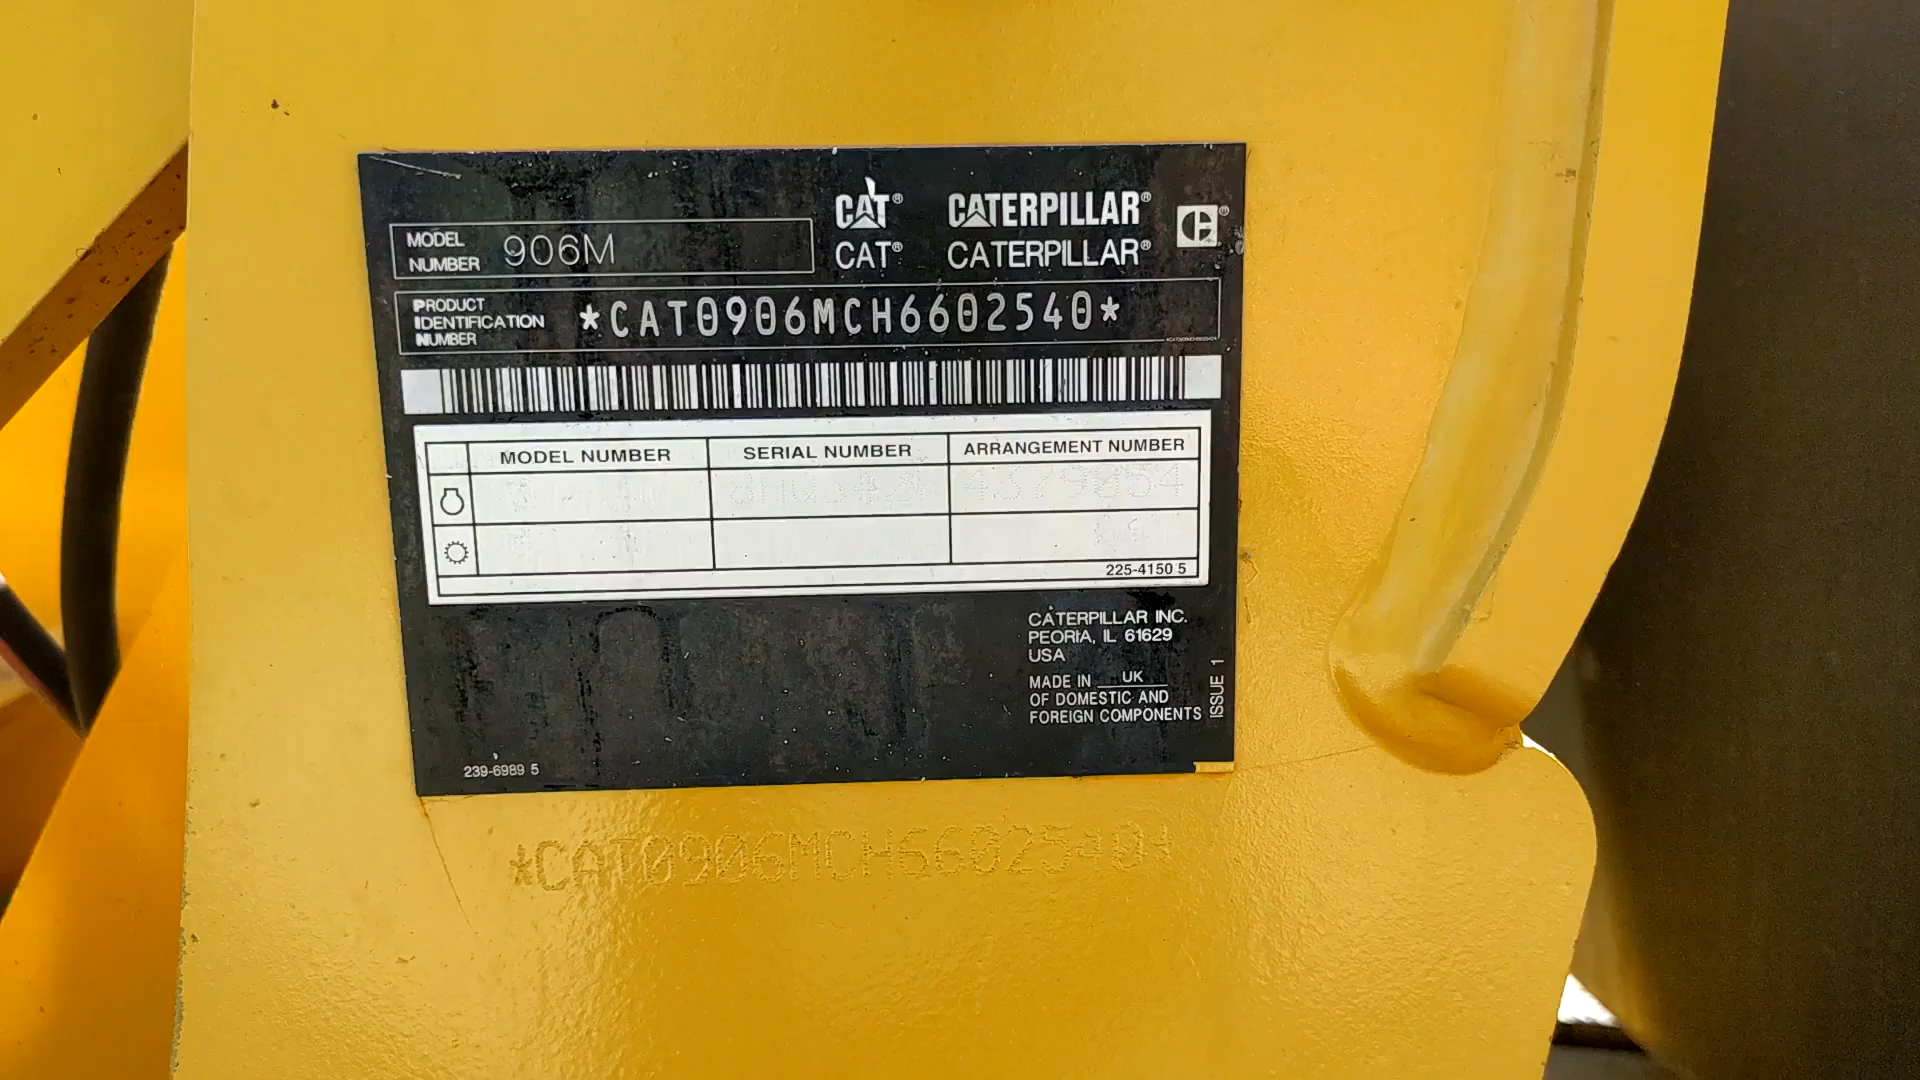 MODEL NUMBER 906M
CAT® CATERPILLAR® C®
CAT® CATERPILLAR®
PRODUCT IDENTIFICATION NUMBER *CAT0906MCH6602540*
MODEL NUMBER SERIAL NUMBER ARRANGEMENT NUMBER
4379854
225-4150 5
CATERPILLAR INC.
PEORIA, IL 61629
USA
MADE IN UK
OF DOMESTIC AND
FOREIGN COMPONENTS
ISSUE 1
239-6989 5
*CAT0906MCH6602540*